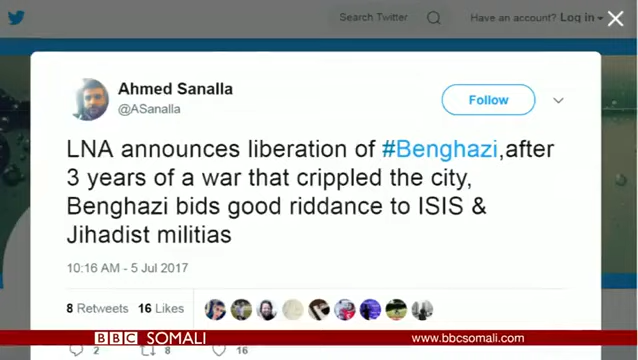 Search Twitter
Have an account? Log in
Ahmed Sanalla
@ASanalla
Follow
LNA announces liberation of #Benghazi,after
3 years of a war that crippled the city,
Benghazi bids good riddance to ISIS &
Jihadist militias
10:16 AM - 5 Jul 2017
8 Retweets 16 Likes
BBC SOMALI www.bbcsomali.com
2 8 16